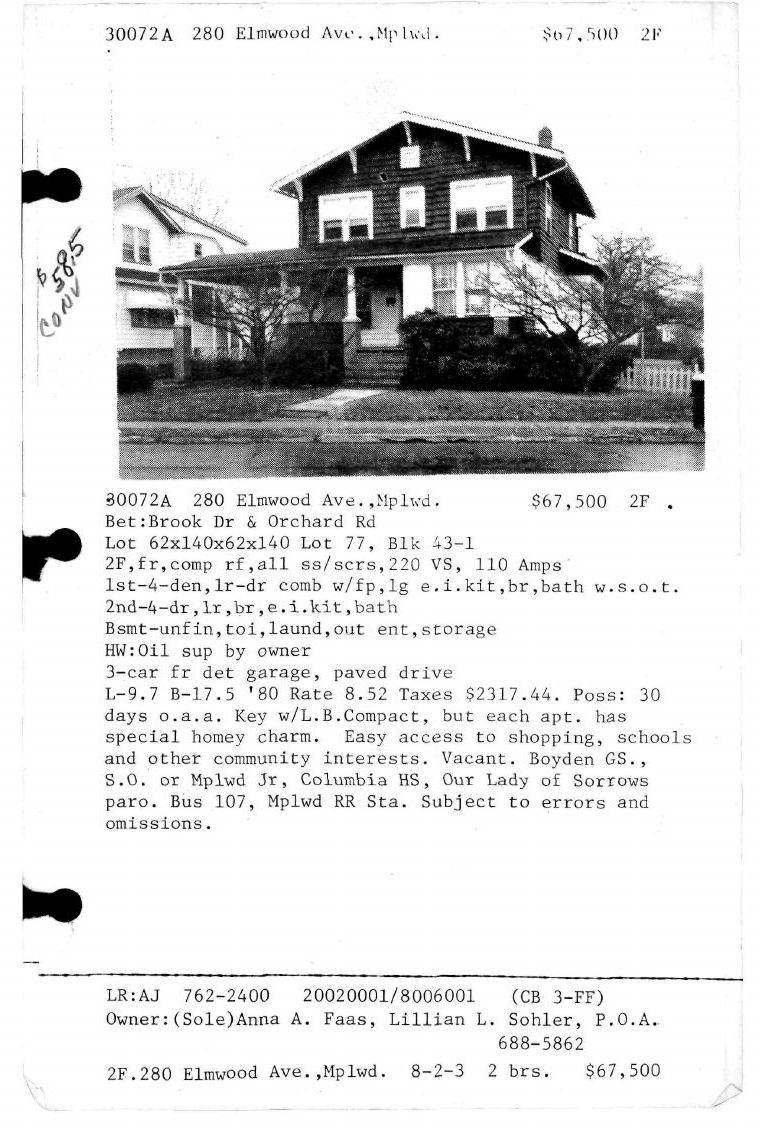 30072A 280 Elmwood Ave.,Mplwd. $67,500 2F
$ 58.5
CONV
30072A 280 Elmwood Ave.,Mplwd. $67,500 2F .
Bet:Brook Dr & Orchard Rd
Lot 62x140x62x140 Lot 77, Blk 43-1
2F,fr,comp rf,all ss/scrs,220 VS, 110 Amps
1st-4-den,lr-dr comb w/fp,lg e.i.kit,br,bath w.s.o.t.
2nd-4-dr,lr,br,e.i.kit,bath
Bsmt-unfin,toi,laund,out ent,storage
HW:Oil sup by owner
3-car fr det garage, paved drive
L-9.7 B-17.5 '80 Rate 8.52 Taxes $2317.44. Poss: 30
days o.a.a. Key w/L.B.Compact, but each apt. has
special homey charm. Easy access to shopping, schools
and other community interests. Vacant. Boyden GS.,
S.O. or Mplwd Jr, Columbia HS, Our Lady of Sorrows
paro. Bus 107, Mplwd RR Sta. Subject to errors and
omissions.
LR:AJ 762-2400 20020001/8006001 (CB 3-FF)
Owner:(Sole)Anna A. Faas, Lillian L. Sohler, P.O.A.
688-5862
2F.280 Elmwood Ave.,Mplwd. 8-2-3 2 brs. $67,500